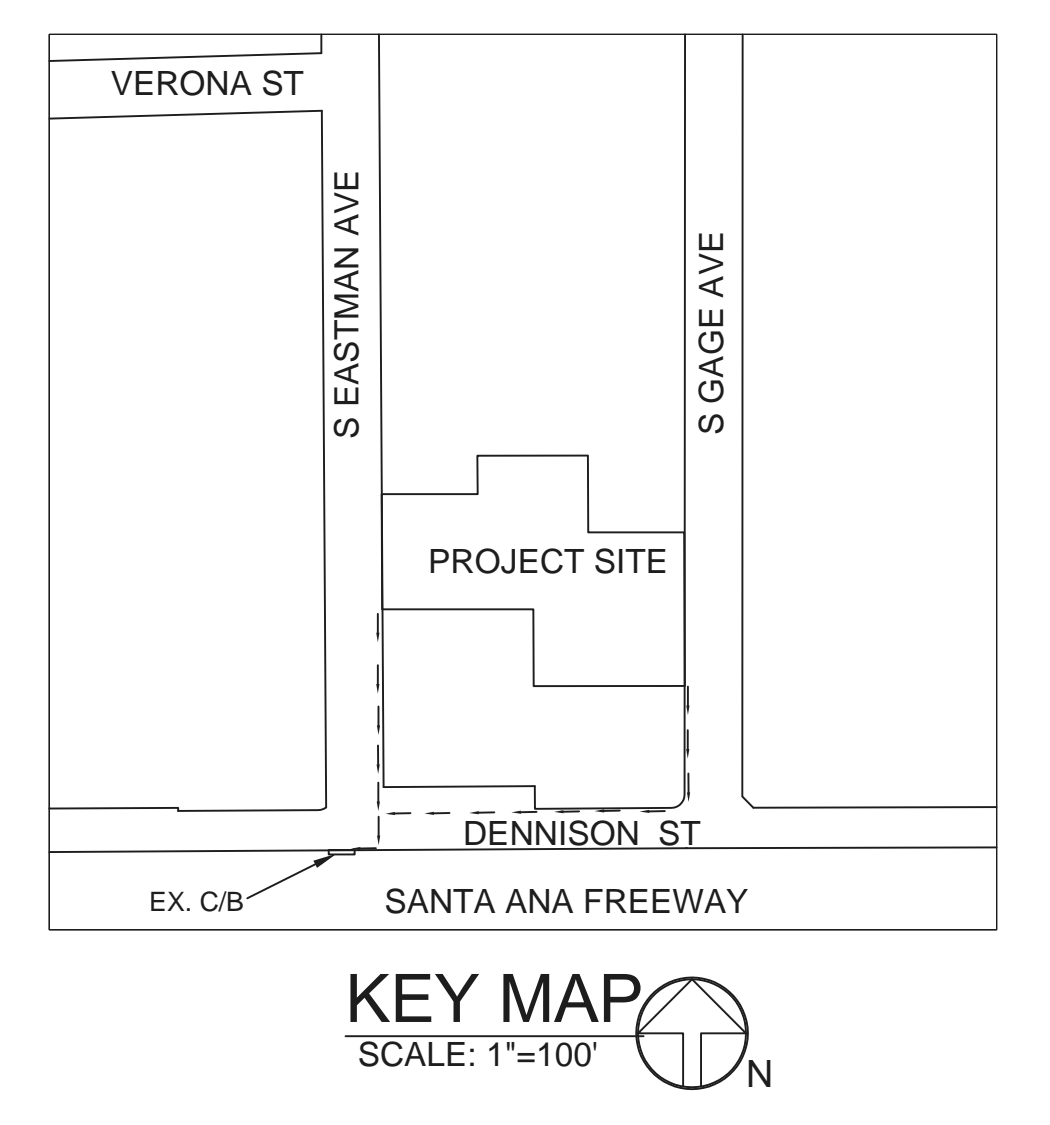 VERONA ST
S EASTMAN AVE
S GAGE AVE
PROJECT SITE
DENNISON ST
EX. C/B
SANTA ANA FREEWAY
KEY MAP
SCALE: 1"=100'
N